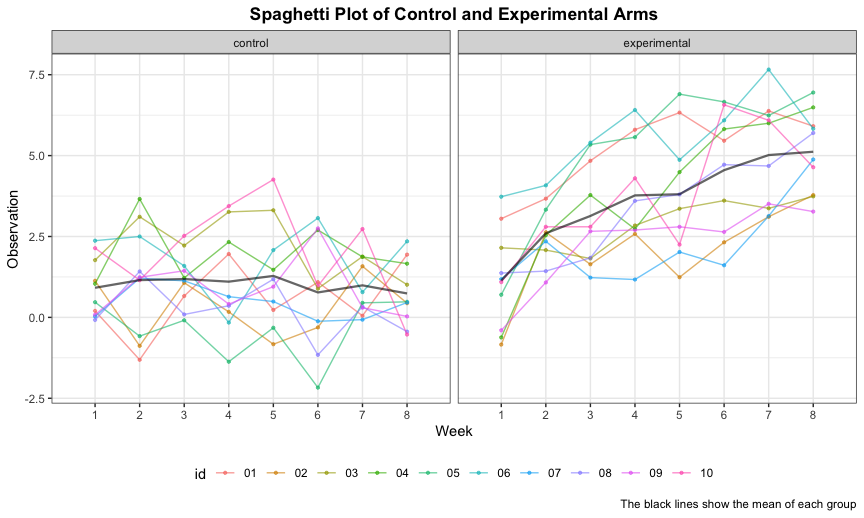 Spaghetti Plot of Control and Experimental Arms
control experimental
7.5
5.0
2.5
0.0
-2.5
Observation
1 2 3 4 5 6 7 8 1 2 3 4 5 6 7 8
Week
id 01 02 03 04 05 06 07 08 09 10
The black lines show the mean of each group